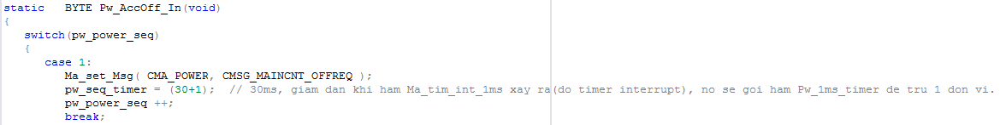 static   BYTE Pw_AccOff_In(void)
{
   switch(pw_power_seq)
   {
      case 1:
         Ma_set_Msg( CMA_POWER, CMSG_MAINCNT_OFFREQ );
         pw_seq_timer = (30+1);  // 30ms, giam dan khi ham Ma_tim_int_1ms xay ra(do timer interrupt), no se goi ham Pw_1ms_timer de tru 1 don vi.
         pw_power_seq ++;
         break;